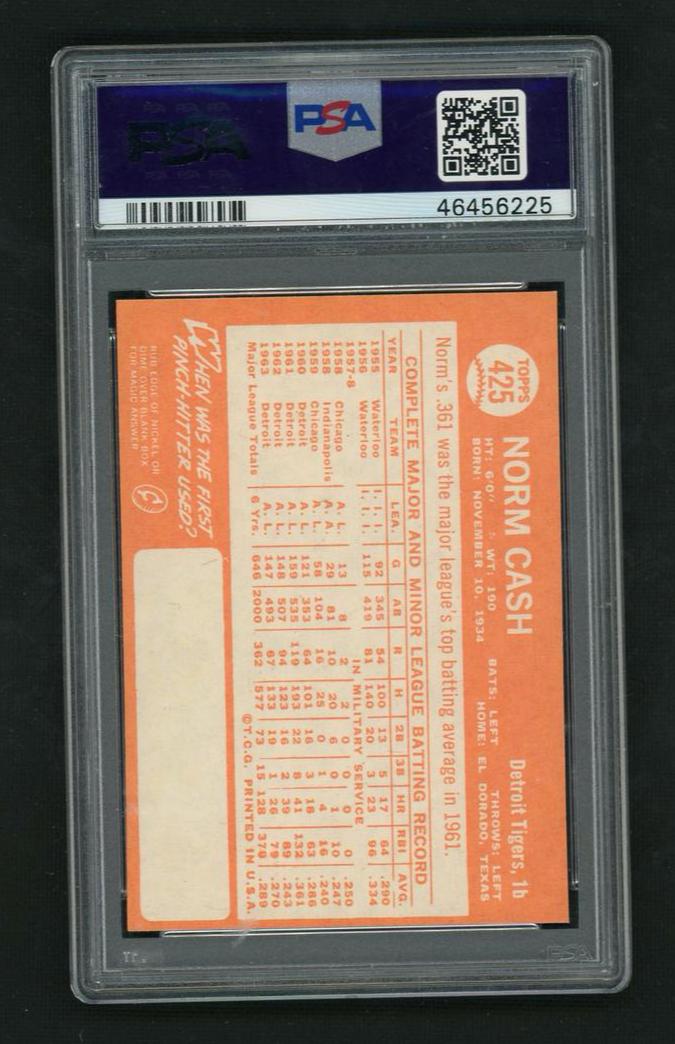 PSA
PSA
46456225
TOPPS
425
NORM CASH
Detroit Tigers, 1b
HT: 6'0" WT: 190 BATS: LEFT THROWS: LEFT
BORN: NOVEMBER 10, 1934 HOME: EL DORADO, TEXAS
Norm's .361 was the major league's top batting average in 1961.
COMPLETE MAJOR AND MINOR LEAGUE BATTING RECORD
YEAR TEAM LEA. G AB R H 2B 3B HR RBI AVG.
1955 Waterloo I. I. I. 92 345 54 100 13 5 17 64 .290
1956 Waterloo I. I. I. 115 419 81 140 20 3 23 96 .334
1957-8 IN MILITARY SERVICE
1958 Chicago A. L. 13 8 2 2 0 0 0 0 .250
1958 Indianapolis A. A. 29 81 10 20 6 0 1 10 .247
1959 Chicago A. L. 58 104 16 25 0 1 4 16 .240
1960 Detroit A. L. 121 353 64 101 16 3 18 63 .286
1961 Detroit A. L. 159 535 119 193 22 8 41 132 .361
1962 Detroit A. L. 148 507 94 123 16 2 39 89 .243
1963 Detroit A. L. 147 493 67 133 19 1 26 79 .270
Major League Totals 6 Yrs. 646 2000 362 577 73 15 128 379 .289
©T.C.G. PRINTED IN U.S.A.
WHEN WAS THE FIRST
PINCH-HITTER USED?
RUB EDGE OF NICKEL OR
DIME OVER BLANK BOX
FOR MAGIC ANSWER
PSA